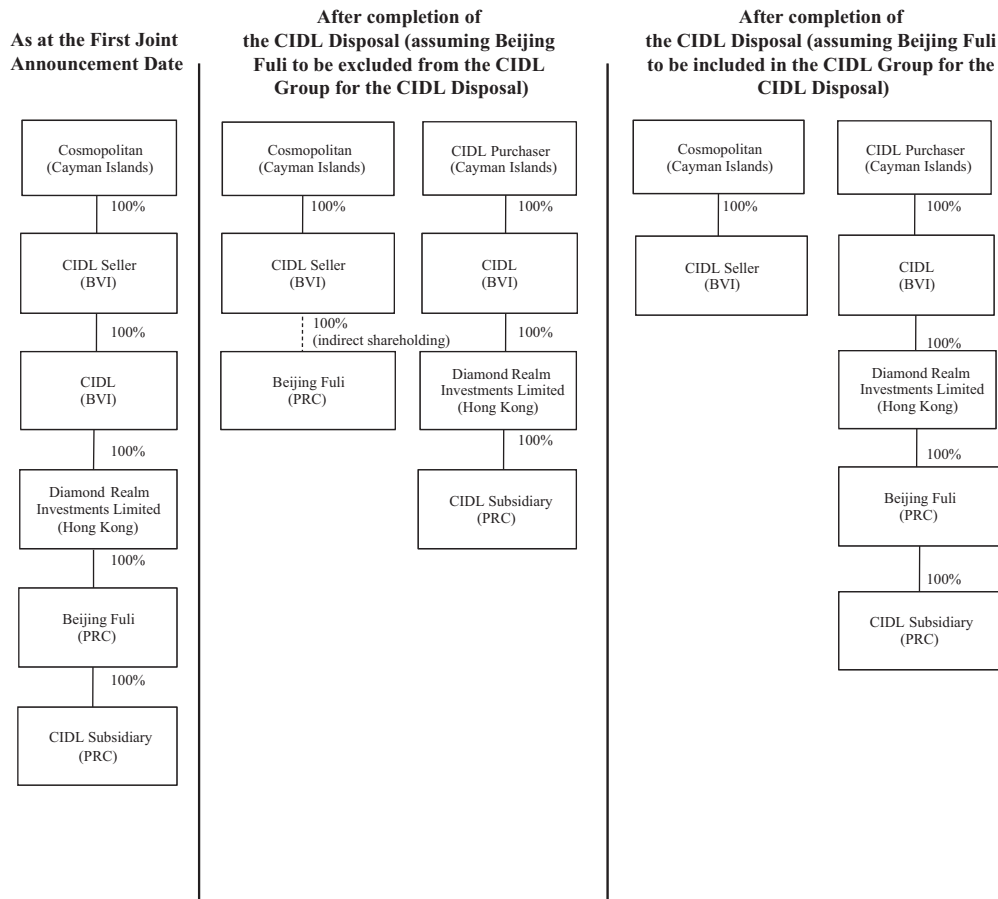 As at the First Joint
Announcement Date
Cosmopolitan
(Cayman Islands)
100%
CIDL Seller
(BVI)
100%
CIDL
(BVI)
100%
Diamond Realm
Investments Limited
(Hong Kong)
100%
Beijing Fuli
(PRC)
100%
CIDL Subsidiary
(PRC)
After completion of
the CIDL Disposal (assuming Beijing
Fuli to be excluded from the CIDL
Group for the CIDL Disposal)
Cosmopolitan
(Cayman Islands)
100%
CIDL Seller
(BVI)
100%
(indirect shareholding)
Beijing Fuli
(PRC)
CIDL Purchaser
(Cayman Islands)
100%
CIDL
(BVI)
100%
Diamond Realm
Investments Limited
(Hong Kong)
100%
CIDL Subsidiary
(PRC)
After completion of
the CIDL Disposal (assuming Beijing Fuli
to be included in the CIDL Group for the
CIDL Disposal)
Cosmopolitan
(Cayman Islands)
100%
CIDL Seller
(BVI)
CIDL Purchaser
(Cayman Islands)
100%
CIDL
(BVI)
100%
Diamond Realm
Investments Limited
(Hong Kong)
100%
Beijing Fuli
(PRC)
100%
CIDL Subsidiary
(PRC)